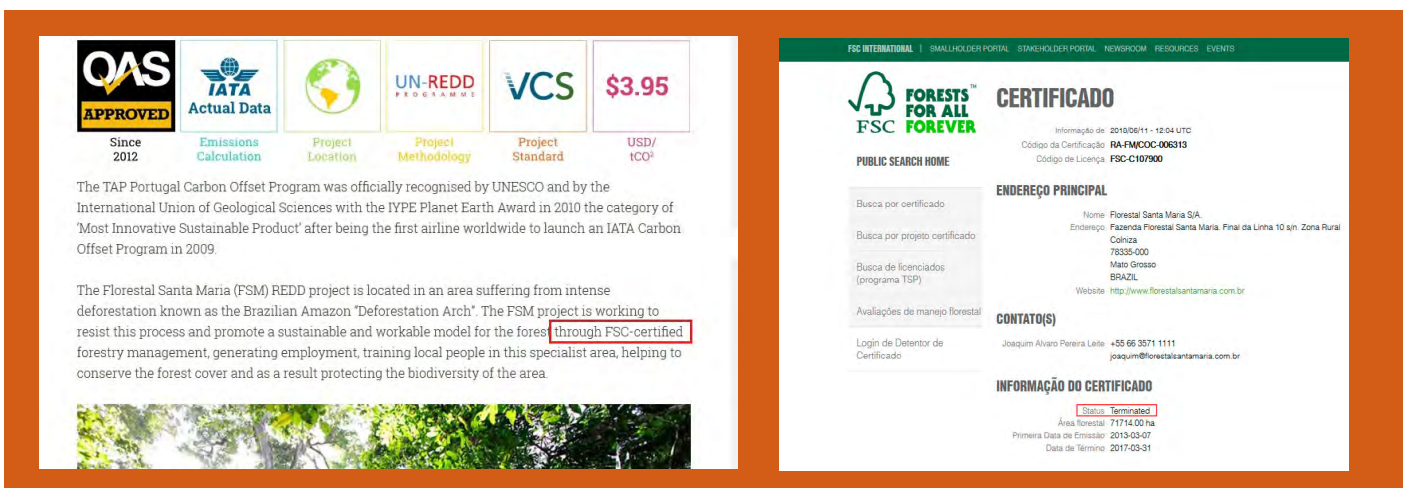 QAS
APPROVED
Since
2012
IATA
Actual Data
Emissions
Calculation
Project
Location
UN-REDD
PROGRAMME
Project
Methodology
VCS
Project
Standard
$3.95
USD/
tCO²
The TAP Portugal Carbon Offset Program was officially recognised by UNESCO and by the
International Union of Geological Sciences with the IYPE Planet Earth Award in 2010 the category of
'Most Innovative Sustainable Product' after being the first airline worldwide to launch an IATA Carbon
Offset Program in 2009.
The Florestal Santa Maria (FSM) REDD project is located in an area suffering from intense
deforestation known as the Brazilian Amazon "Deforestation Arch". The FSM project is working to
resist this process and promote a sustainable and workable model for the forest through FSC-certified
forestry management, generating employment, training local people in this specialist area, helping to
conserve the forest cover and as a result protecting the biodiversity of the area.
FSC INTERNATIONAL | SMALLHOLDER PORTAL STAKEHOLDER PORTAL NEWSROOM RESOURCES EVENTS
FSC
FORESTS™
FOR ALL
FOREVER
PUBLIC SEARCH HOME
Busca por certificado
Busca por projeto certificado
Busca de licenciados
(programa TSP)
Avaliações de manejo florestal
Login de Detentor de
Certificado
CERTIFICADO
Informação de 2018/06/11 - 12:04 UTC
Código da Certificação RA-FM/COC-006313
Código de Licença FSC-C107900
ENDEREÇO PRINCIPAL
Nome Florestal Santa Maria S/A.
Endereço Fazenda Florestal Santa Maria. Final da Linha 10 s/n. Zona Rural
Colniza
78335-000
Mato Grosso
BRAZIL
Website http://www.florestalsantamaria.com.br
CONTATO(S)
Joaquim Alvaro Pereira Leite +55 66 3571 1111
joaquim@florestalsantamaria.com.br
INFORMAÇÃO DO CERTIFICADO
Status Terminated
Área florestal 71714.00 ha
Primeira Data de Emissão 2013-03-07
Data de Término 2017-03-31